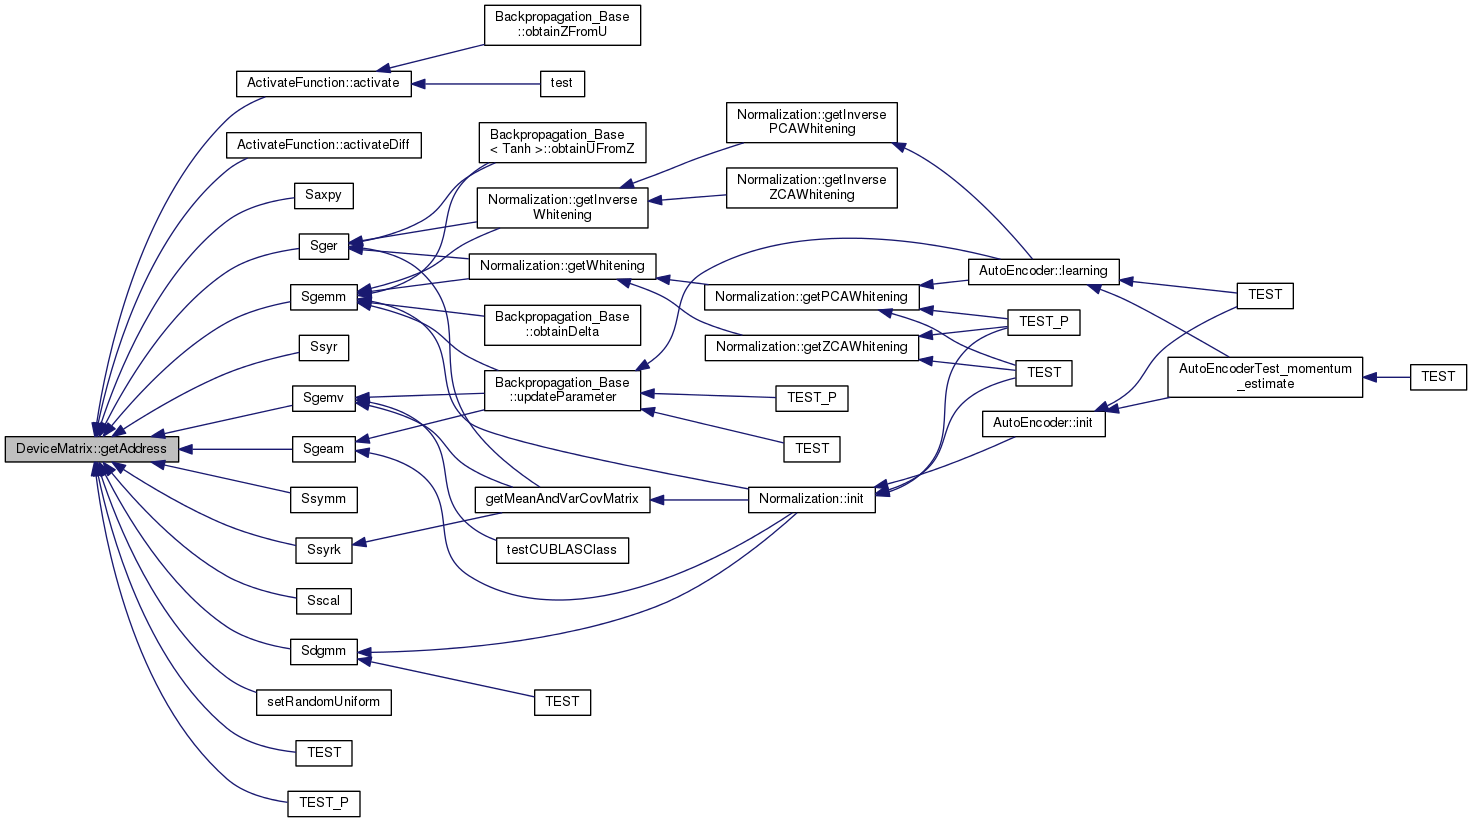 DeviceMatrix::getAddress
ActivateFunction::activate
ActivateFunction::activateDiff
Saxpy
Sger
Sgemm
Ssyr
Sgemv
Sgeam
Ssymm
Ssyrk
Sscal
Sdgmm
setRandomUniform
TEST
TEST_P
Backpropagation_Base
::obtainZFromU
test
Backpropagation_Base
< Tanh >::obtainUFromZ
Normalization::getInverse
Whitening
Normalization::getWhitening
Backpropagation_Base
::obtainDelta
Backpropagation_Base
::updateParameter
getMeanAndVarCovMatrix
testCUBLASClass
TEST
Normalization::getInverse
PCAWhitening
Normalization::getInverse
ZCAWhitening
Normalization::getPCAWhitening
Normalization::getZCAWhitening
TEST_P
TEST
Normalization::init
AutoEncoder::learning
TEST_P
TEST
AutoEncoder::init
TEST
AutoEncoderTest_momentum
_estimate
TEST